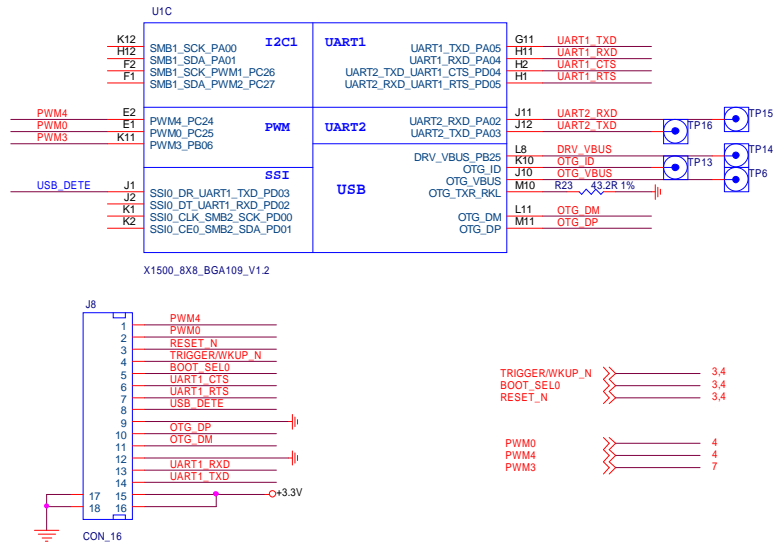 U1C
I2C1
K12 SMB1_SCK_PA00
H12 SMB1_SDA_PA01
F2 SMB1_SCK_PWM1_PC26
F1 SMB1_SDA_PWM2_PC27
UART1
UART1_TXD_PA05 G11 UART1_TXD
UART1_RXD_PA04 H11 UART1_RXD
UART2_TXD_UART1_CTS_PD04 H2 UART1_CTS
UART2_RXD_UART1_RTS_PD05 H1 UART1_RTS
PWM
PWM4 E2 PWM4_PC24
PWM0 E1 PWM0_PC25
PWM3 K11 PWM3_PB06
UART2
UART2_RXD_PA02 J11 UART2_RXD TP15
UART2_TXD_PA03 J12 UART2_TXD TP16
SSI
USB_DETE J1 SSI0_DR_UART1_TXD_PD03
J2 SSI0_DT_UART1_RXD_PD02
K1 SSI0_CLK_SMB2_SCK_PD00
K2 SSI0_CE0_SMB2_SDA_PD01
USB
DRV_VBUS_PB25 L8 DRV_VBUS TP14
OTG_ID K10 OTG_ID TP13
OTG_VBUS J10 OTG_VBUS TP6
OTG_TXR_RKL M10 R23 43.2R 1%
OTG_DM L11 OTG_DM
OTG_DP M11 OTG_DP
X1500_8X8_BGA109_V1.2
J8
1 PWM4
2 PWM0
3 RESET_N
4 TRIGGER/WKUP_N
5 BOOT_SEL0
6 UART1_CTS
7 UART1_RTS
8 USB_DETE
9
10 OTG_DP
11 OTG_DM
12
13 UART1_RXD
14 UART1_TXD
17 15 +3.3V
18 16
CON_16
TRIGGER/WKUP_N 3,4
BOOT_SEL0 3,4
RESET_N 3,4
PWM0 4
PWM4 4
PWM3 7